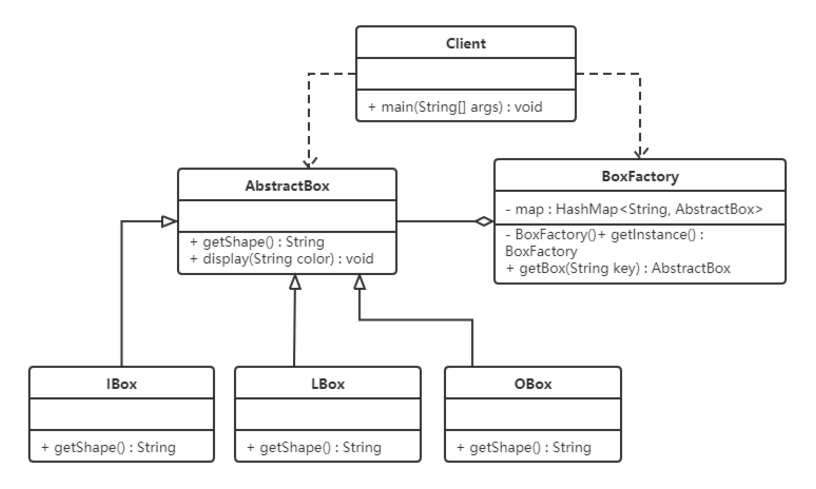 Client
+ main(String[] args) : void
AbstractBox
+ getShape() : String
+ display(String color) : void
BoxFactory
- map : HashMap<String, AbstractBox>
- BoxFactory()+ getInstance() :
BoxFactory
+ getBox(String key) : AbstractBox
IBox
+ getShape() : String
LBox
+ getShape() : String
OBox
+ getShape() : String